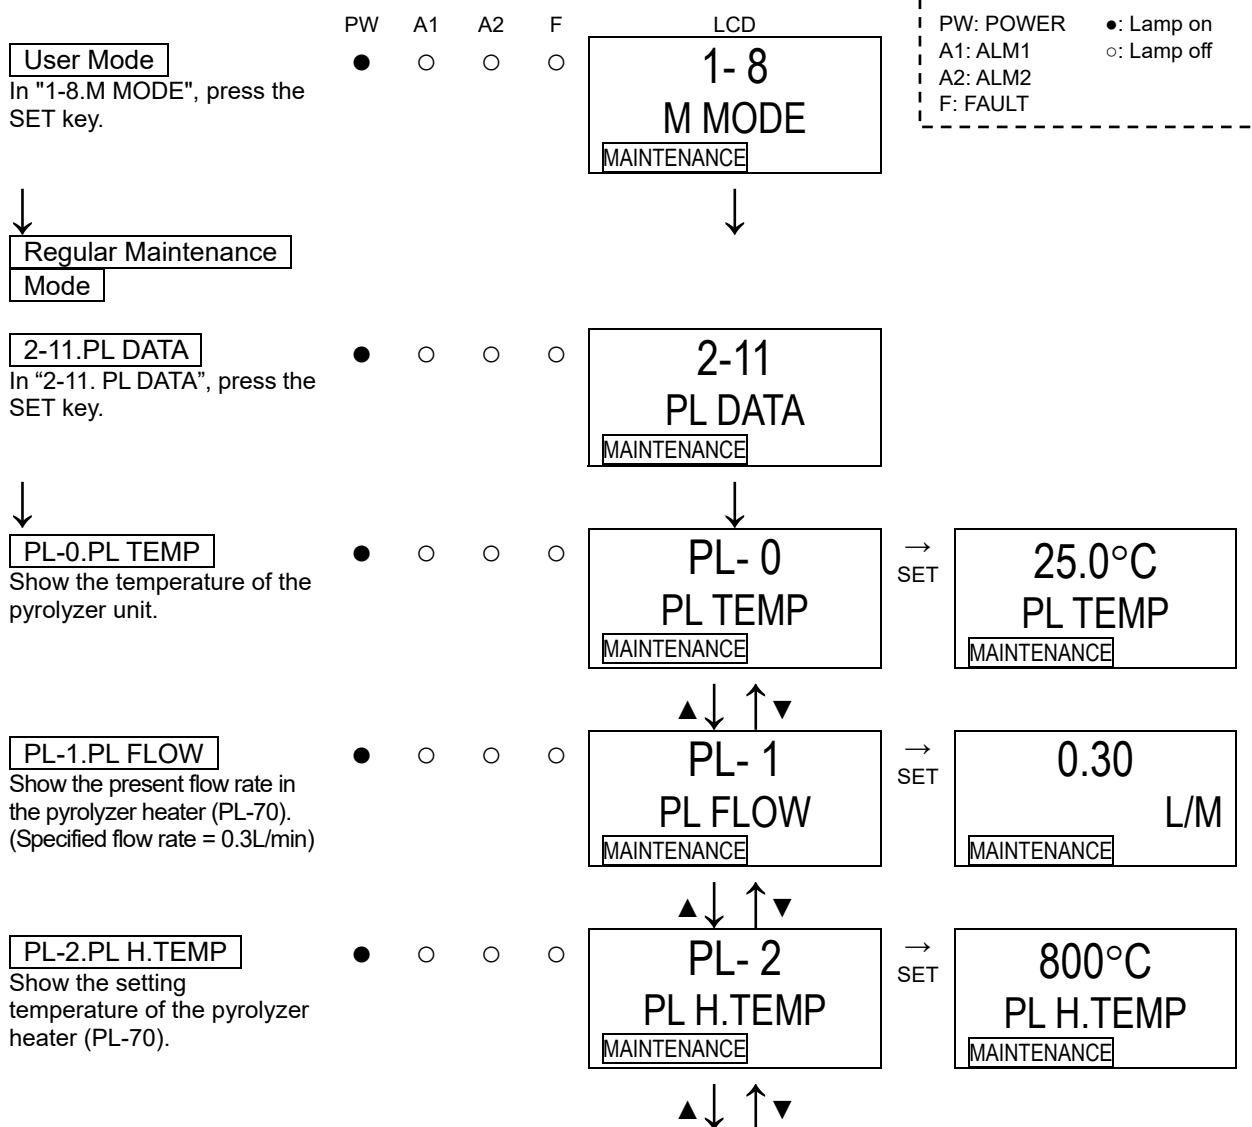 PW A1 A2 F LCD
PW: POWER ●: Lamp on
A1: ALM1 ○: Lamp off
A2: ALM2
F: FAULT
User Mode
In "1-8.M MODE", press the
SET key.
● ○ ○ ○
1- 8
M MODE
MAINTENANCE
↓ ↓
Regular Maintenance
Mode
2-11.PL DATA
In “2-11. PL DATA”, press the
SET key.
● ○ ○ ○
2-11
PL DATA
MAINTENANCE
↓ ↓
PL-0.PL TEMP
Show the temperature of the
pyrolyzer unit.
● ○ ○ ○
PL- 0
PL TEMP
MAINTENANCE
→
SET
25.0°C
PL TEMP
MAINTENANCE
▲↓ ↑▼
PL-1.PL FLOW
Show the present flow rate in
the pyrolyzer heater (PL-70).
(Specified flow rate = 0.3L/min)
● ○ ○ ○
PL- 1
PL FLOW
MAINTENANCE
→
SET
0.30
L/M
MAINTENANCE
▲↓ ↑▼
PL-2.PL H.TEMP
Show the setting
temperature of the pyrolyzer
heater (PL-70).
● ○ ○ ○
PL- 2
PL H.TEMP
MAINTENANCE
→
SET
800°C
PL H.TEMP
MAINTENANCE
▲↓ ↑▼